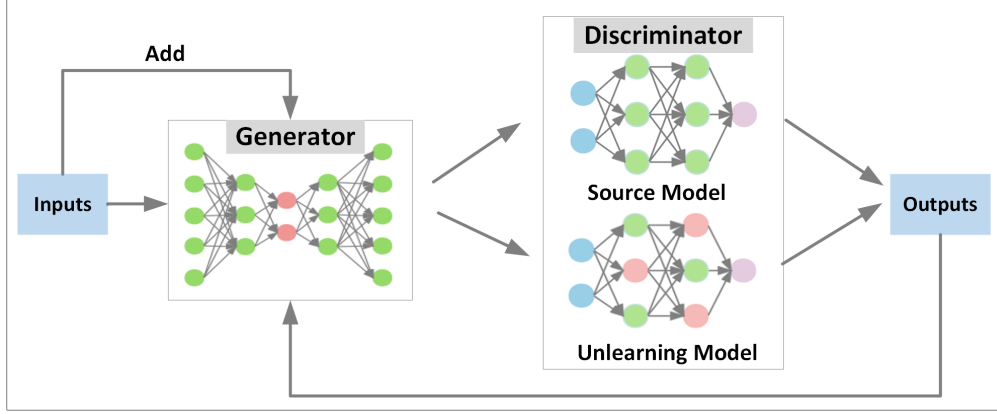 Add
Discriminator
Generator
Inputs
Source Model
Outputs
Unlearning Model